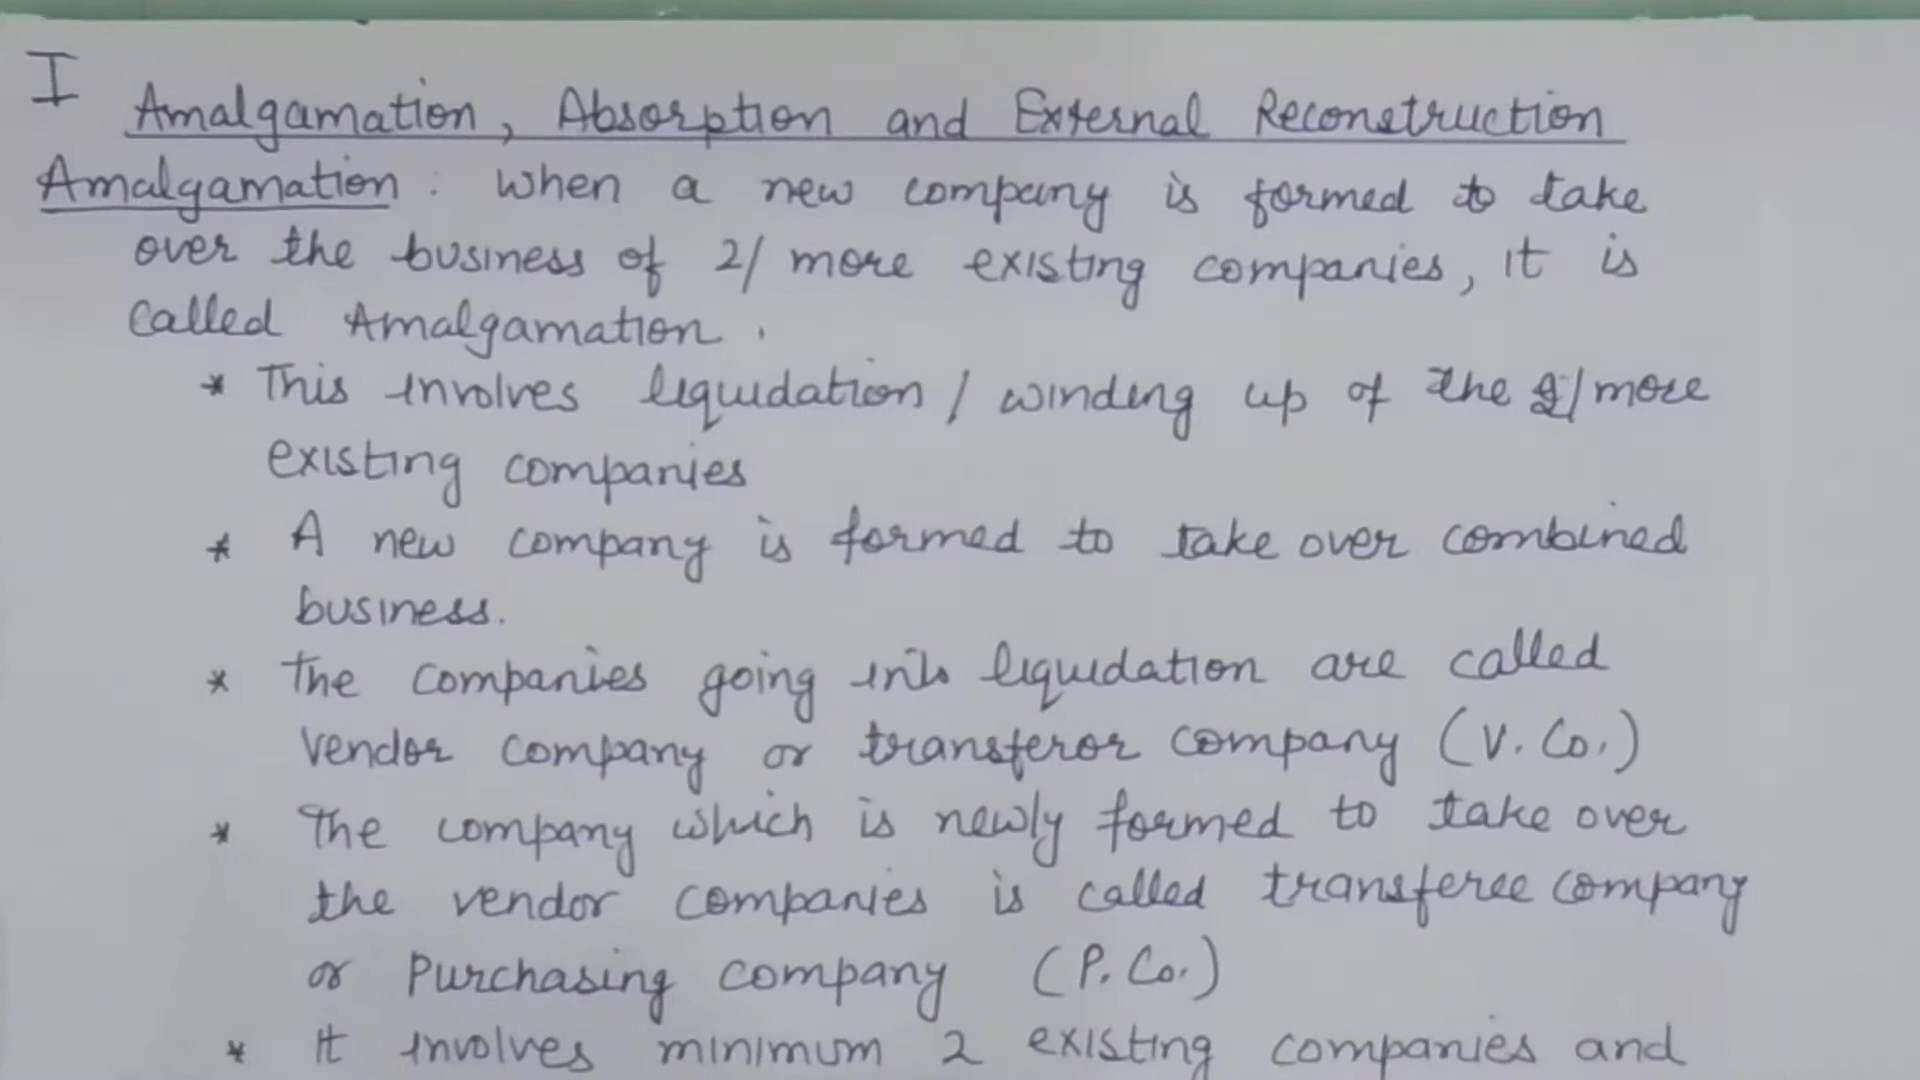 I
Amalgamation, Absorption and External Reconstruction
Amalgamation : When a new company is formed to take
over the business of 2/ more existing companies, it is
called Amalgamation.
* This involves liquidation / winding up of the 2/more
existing companies
* A new company is formed to take over combined
business.
* The companies going into liquidation are called
vendor company or transferor company (V. Co.)
* The company which is newly formed to take over
the vendor companies is called transferee company
or Purchasing company (P. Co.)
* It involves minimum 2 existing companies and